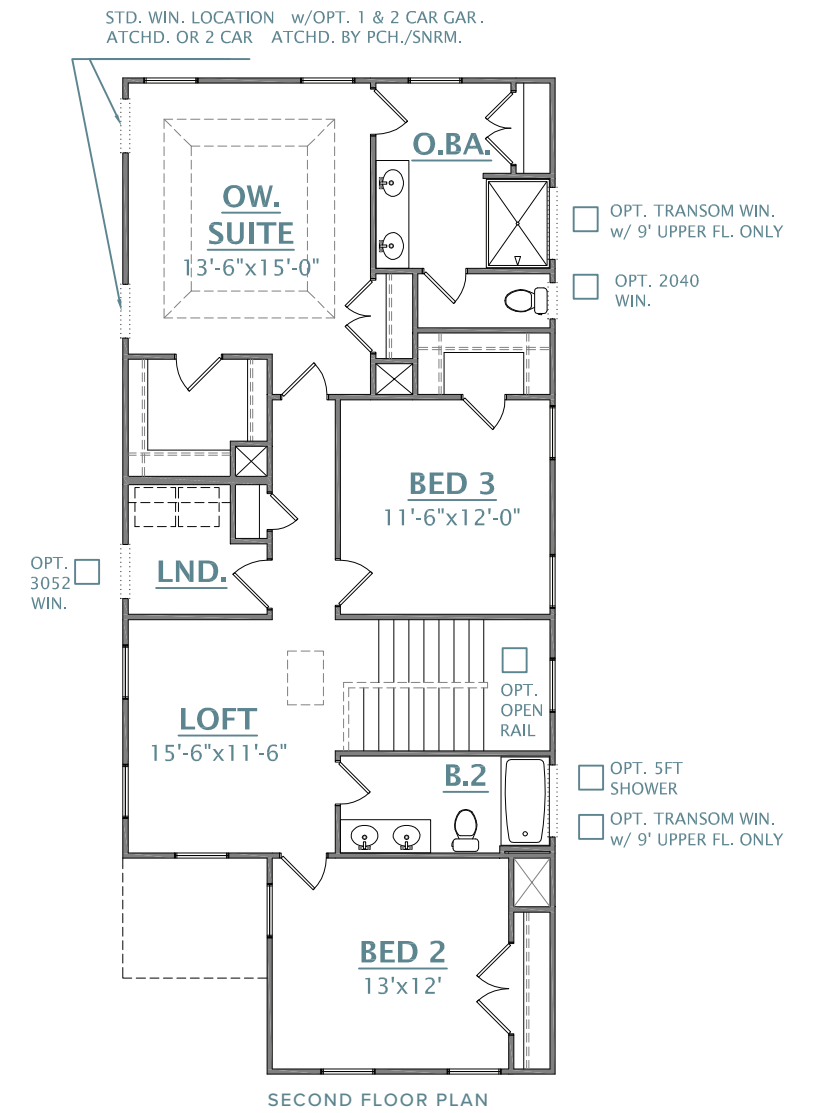 STD. WIN. LOCATION w/OPT. 1 & 2 CAR GAR.
ATCHD. OR 2 CAR ATCHD. BY PCH./SNRM.
O.BA.
OW.
SUITE
13'-6"x15'-0"
OPT. TRANSOM WIN.
w/ 9' UPPER FL. ONLY
OPT. 2040
WIN.
BED 3
11'-6"x12'-0"
OPT.
3052
WIN.
LND.
OPT.
OPEN
RAIL
LOFT
15'-6"x11'-6"
B.2
OPT. 5FT
SHOWER
OPT. TRANSOM WIN.
w/ 9' UPPER FL. ONLY
BED 2
13'x12'
SECOND FLOOR PLAN